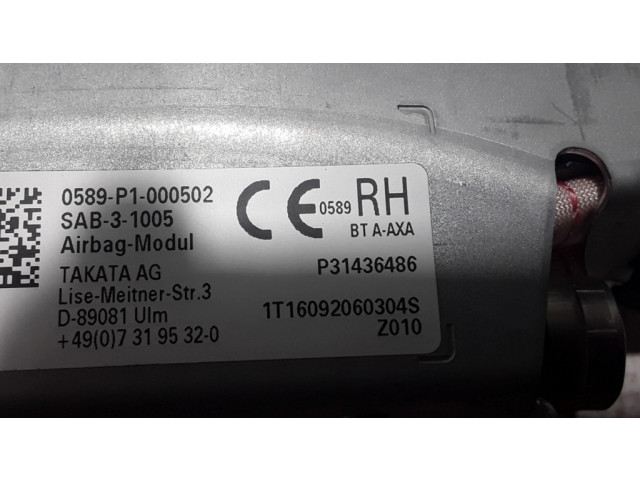 0589-P1-000502
SAB-3-1005
Airbag-Modul
TAKATA AG
Lise-Meitner-Str.3
D-89081 Ulm
+49(0)7 31 95 32-0
CE 0589 RH
BT A-AXA
P31436486
1T16092060304S
Z010